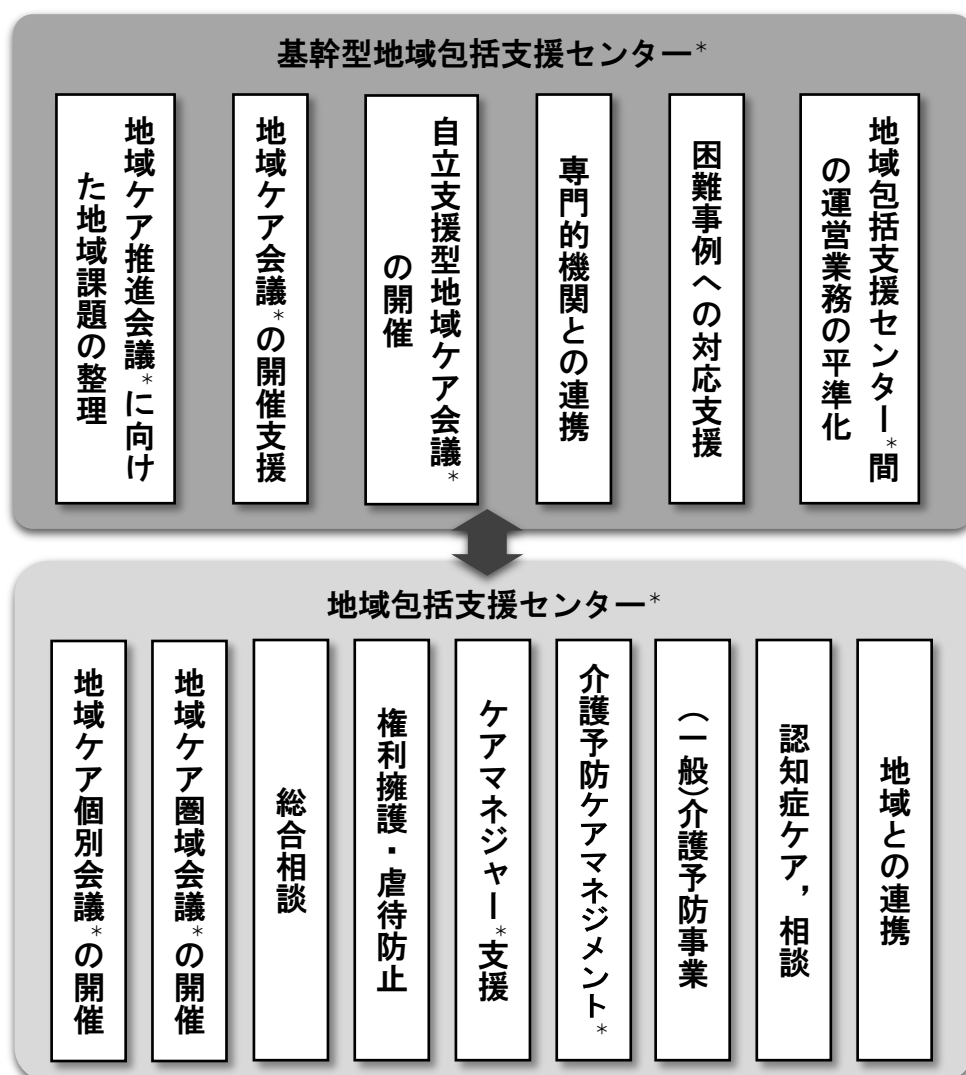 基幹型地域包括支援センター*
地域ケア推進会議*に向け
た地域課題の整理
地域ケア会議*の開催支援
自立支援型地域ケア会議*
の開催
専門的機関との連携
困難事例への対応支援
地域包括支援センター*間
の運営業務の平準化
地域包括支援センター*
地域ケア個別会議*の開催
地域ケア圏域会議*の開催
総合相談
権利擁護・虐待防止
ケアマネジャー*支援
介護予防ケアマネジメント*
(一般)介護予防事業
認知症ケア,相談
地域との連携